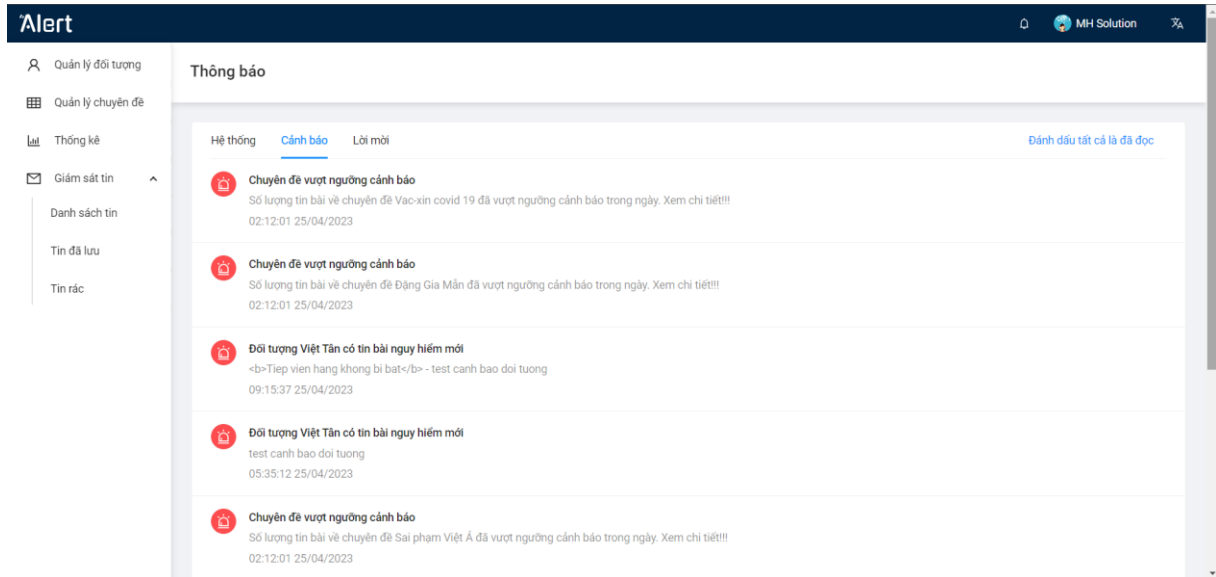 Alert
MH Solution
Quản lý đối tượng
Quản lý chuyên đề
Thống kê
Giám sát tin
Danh sách tin
Tin đã lưu
Tin rác
Thông báo
Hệ thống Cảnh báo Lời mời Đánh dấu tất cả là đã đọc
Chuyên đề vượt ngưỡng cảnh báo
Số lượng tin bài về chuyên đề Vac-xin covid 19 đã vượt ngưỡng cảnh báo trong ngày. Xem chi tiết!!!
02:12:01 25/04/2023
Chuyên đề vượt ngưỡng cảnh báo
Số lượng tin bài về chuyên đề Đặng Gia Mẫn đã vượt ngưỡng cảnh báo trong ngày. Xem chi tiết!!!
02:12:01 25/04/2023
Đối tượng Việt Tân có tin bài nguy hiểm mới
<b>Tiep vien hang khong bi bat</b> - test canh bao doi tuong
09:15:37 25/04/2023
Đối tượng Việt Tân có tin bài nguy hiểm mới
test canh bao doi tuong
05:35:12 25/04/2023
Chuyên đề vượt ngưỡng cảnh báo
Số lượng tin bài về chuyên đề Sai phạm Việt Á đã vượt ngưỡng cảnh báo trong ngày. Xem chi tiết!!!
02:12:01 25/04/2023